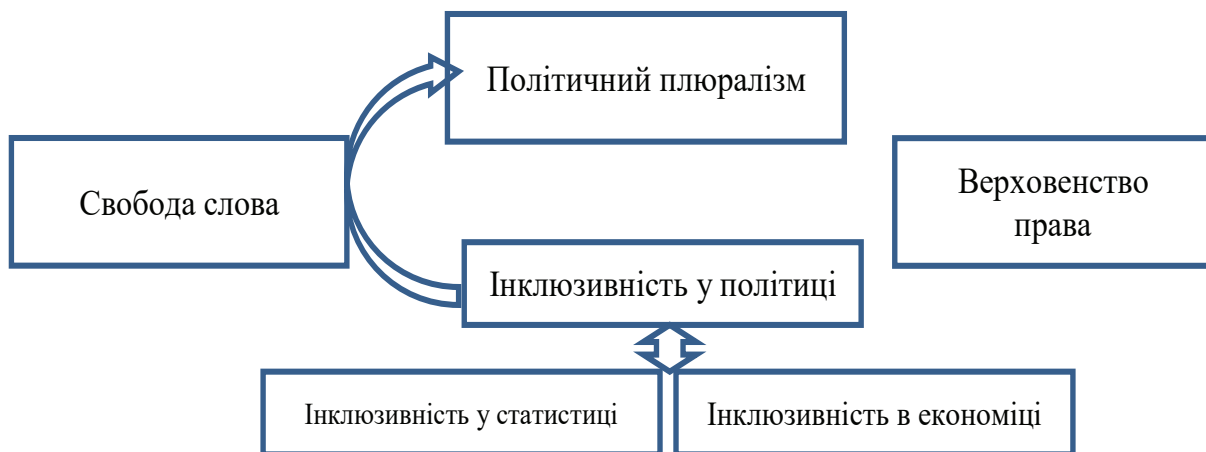 Політичний плюралізм
Свобода слова
Верховенство
права
Інклюзивність у політиці
Інклюзивність у статистиці
Інклюзивність в економіці